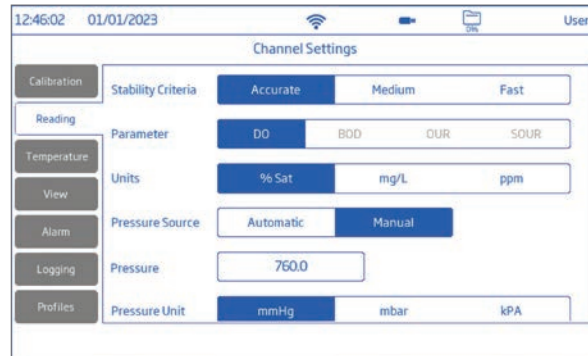 12:46:02 01/01/2023 0% User
Channel Settings
Calibration
Reading
Temperature
View
Alarm
Logging
Profiles
Stability Criteria Accurate Medium Fast
Parameter DO BOD OUR SOUR
Units % Sat mg/L ppm
Pressure Source Automatic Manual
Pressure 760.0
Pressure Unit mmHg mbar kPA